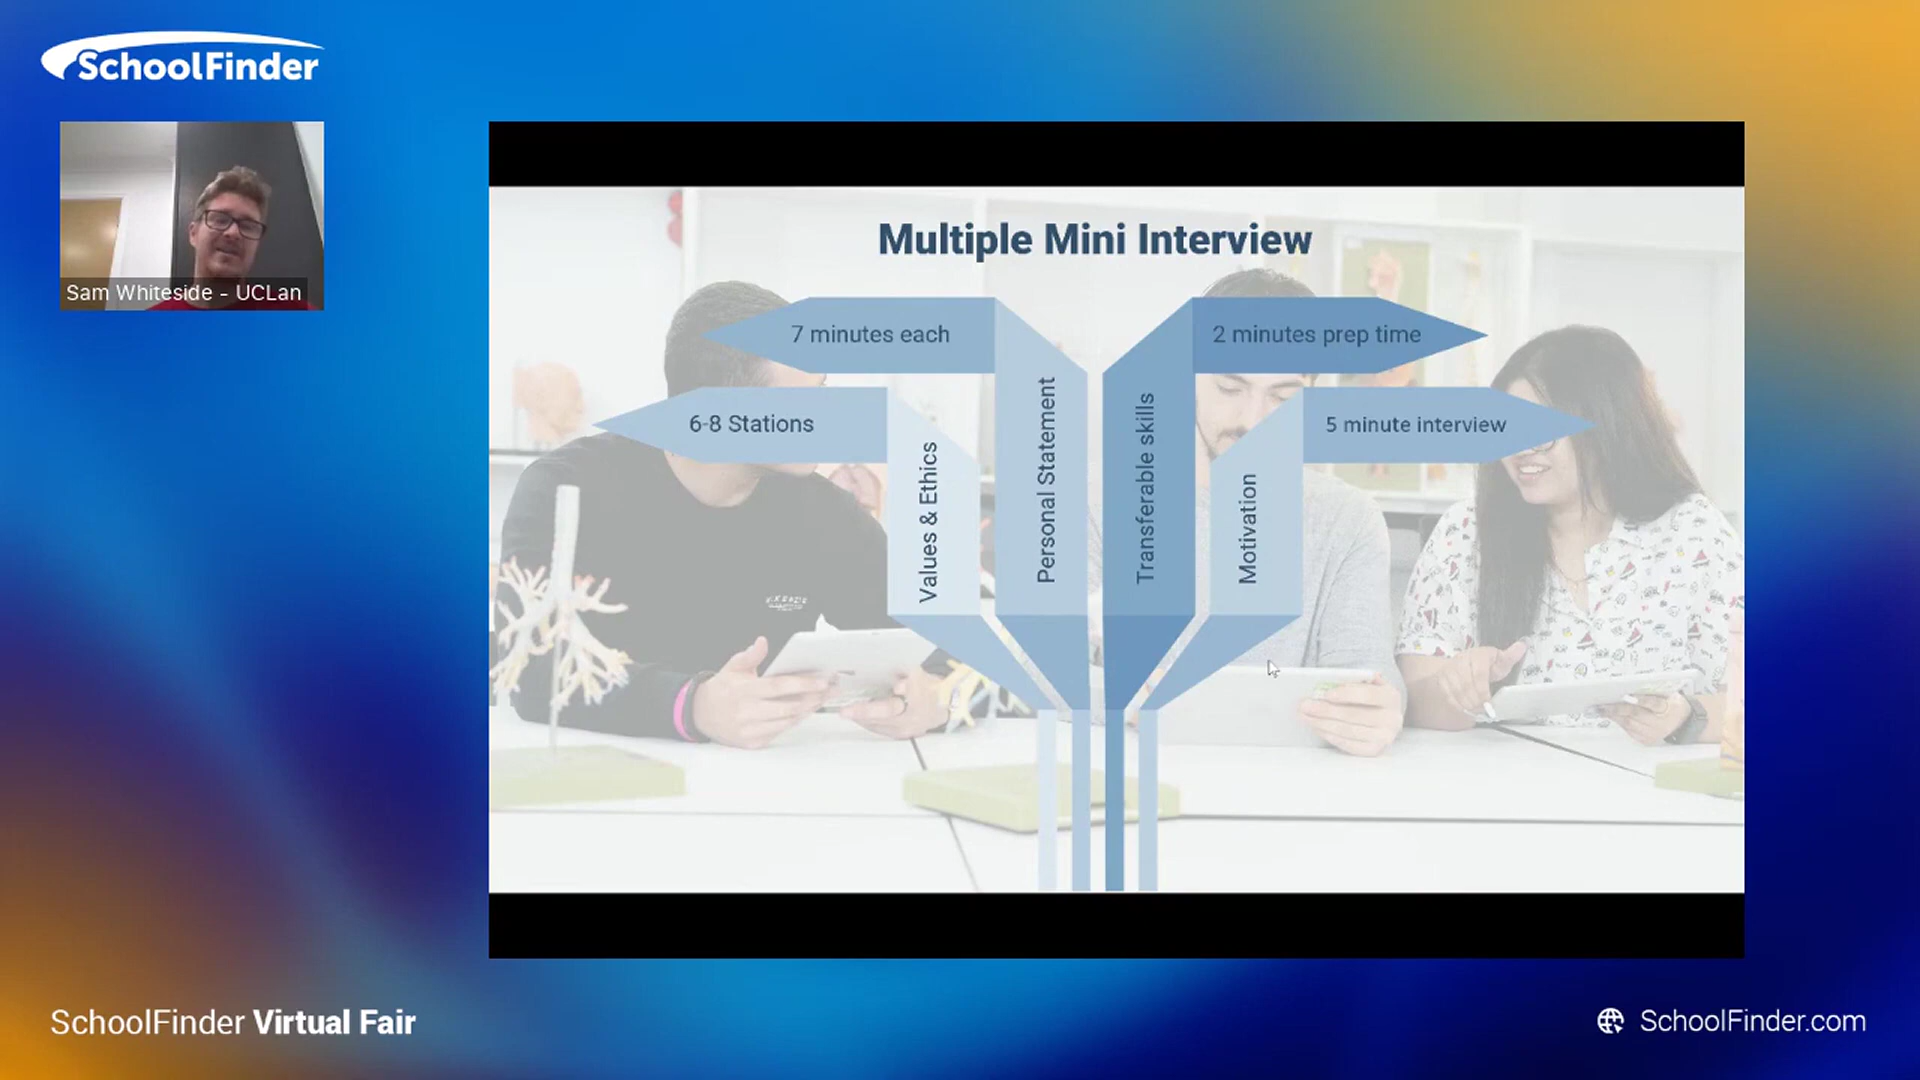 SchoolFinder
Sam Whiteside - UCLan
Multiple Mini Interview
7 minutes each
2 minutes prep time
6-8 Stations
5 minute interview
Values & Ethics
Personal Statement
Transferable skills
Motivation
SchoolFinder Virtual Fair
SchoolFinder.com